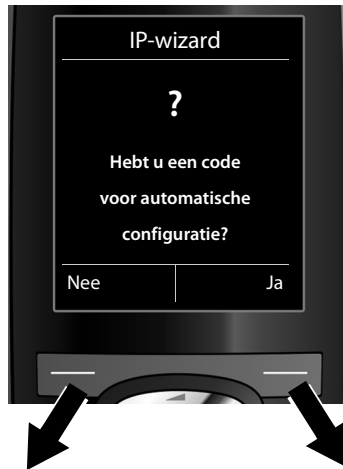 IP-wizard
?
Hebt u een code
voor automatische
configuratie?
Nee Ja